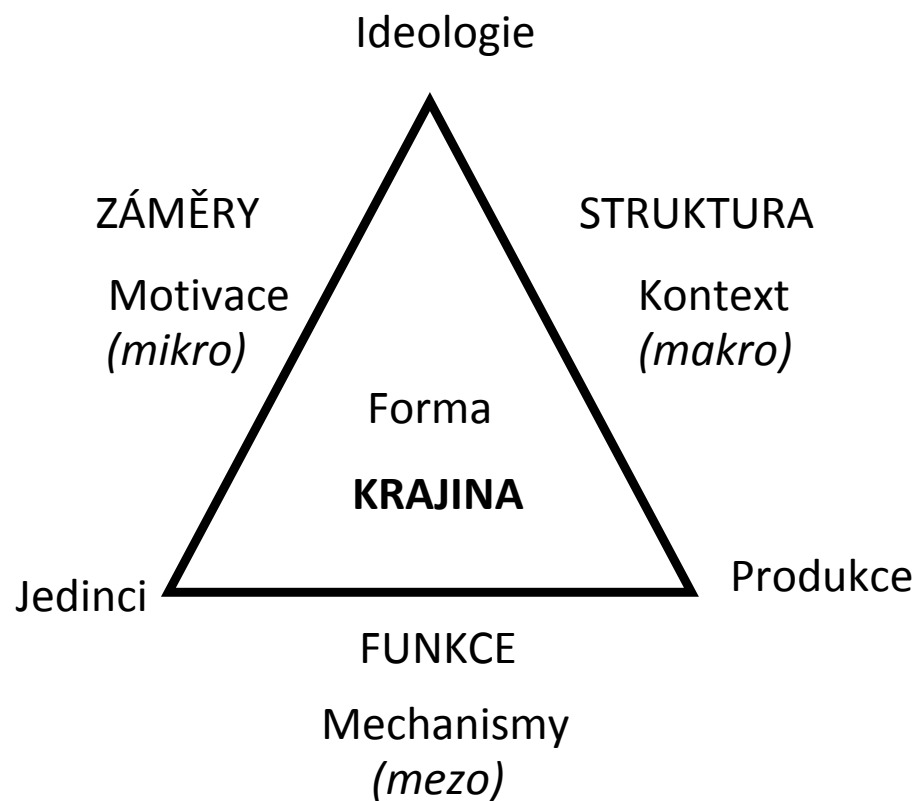 Ideologie
ZÁMĚRY
Motivace
(mikro)
STRUKTURA
Kontext
(makro)
Forma
KRAJINA
Jedinci
Produkce
FUNKCE
Mechanismy
(mezo)